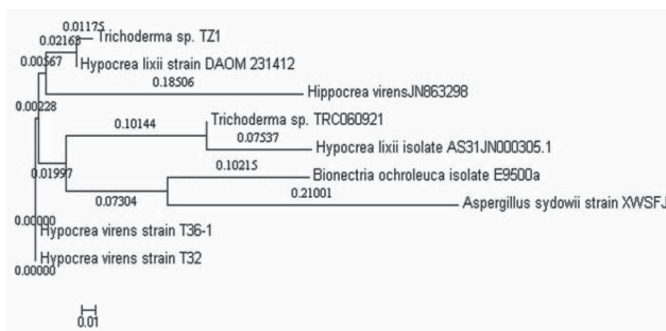 0.01175
Trichoderma sp. TZ1
0.02163
0.00567
Hypocrea lixii strain DAOM 231412
0.18506
Hippocrea virensJN863298
0.00228
Trichoderma sp. TRC060921
0.10144
0.07537
Hypocrea lixii isolate AS31JN000305.1
0.01997
0.10215
Bionectria ochroleuca isolate E9500a
0.07304
0.21001
Aspergillus sydowii strain XWSFJ
0.00000
Hypocrea virens strain T36-1
Hypocrea virens strain T32
0.00000
0.01